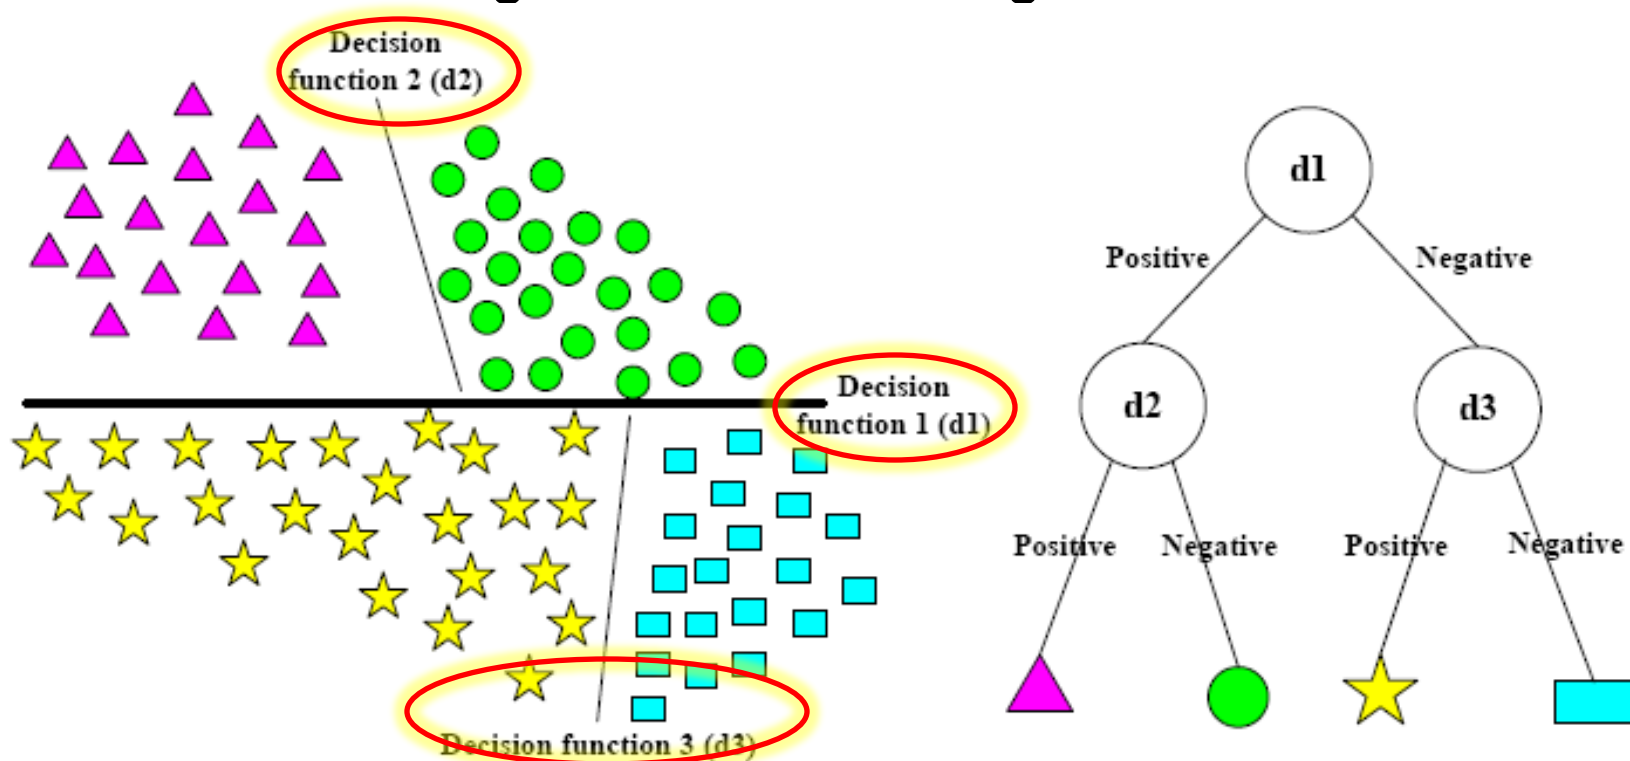 Decision
function 2 (d2)
Decision
function 1 (d1)
Decision function 3 (d3)
d1
Positive
Negative
d2
d3
Positive
Negative
Positive
Negative